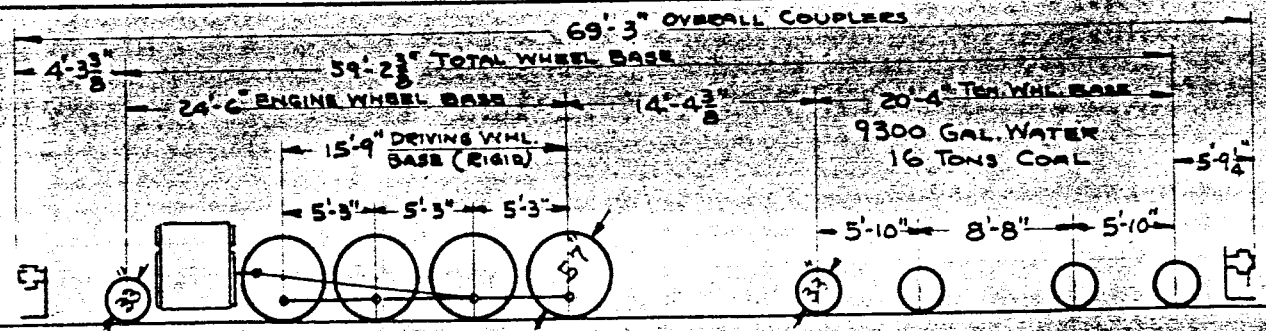 69'-3" OVERALL COUPLERS
4'-3 3/8"
59'-2 3/8" TOTAL WHEEL BASE
24'-6" ENGINE WHEEL BASE
14'-4 3/8"
20'-4" TEN. WHL. BASE
15'-9" DRIVING WHL.
BASE (RIGID)
9300 GAL. WATER
16 TONS COAL
5'-9 1/4"
5'-3" 5'-3" 5'-3"
5'-10" 8'-8" 5'-10"
57"
33"